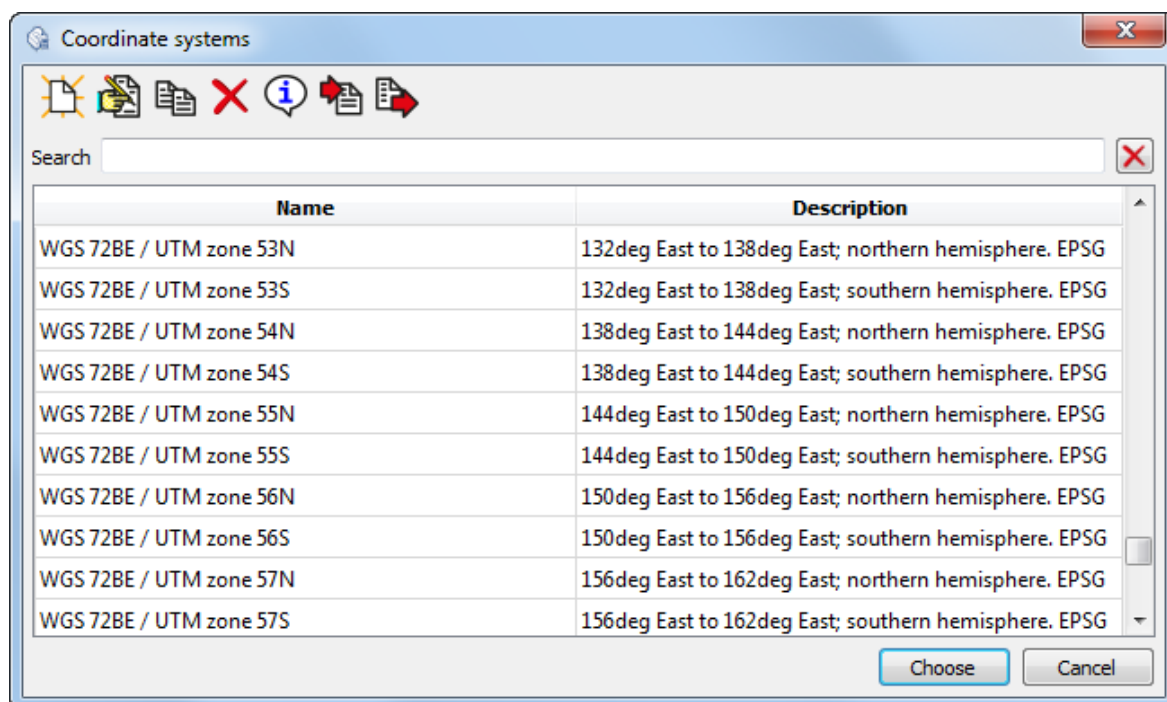 Coordinate systems
Search
Name Description
WGS 72BE / UTM zone 53N 132deg East to 138deg East; northern hemisphere. EPSG
WGS 72BE / UTM zone 53S 132deg East to 138deg East; southern hemisphere. EPSG
WGS 72BE / UTM zone 54N 138deg East to 144deg East; northern hemisphere. EPSG
WGS 72BE / UTM zone 54S 138deg East to 144deg East; southern hemisphere. EPSG
WGS 72BE / UTM zone 55N 144deg East to 150deg East; northern hemisphere. EPSG
WGS 72BE / UTM zone 55S 144deg East to 150deg East; southern hemisphere. EPSG
WGS 72BE / UTM zone 56N 150deg East to 156deg East; northern hemisphere. EPSG
WGS 72BE / UTM zone 56S 150deg East to 156deg East; southern hemisphere. EPSG
WGS 72BE / UTM zone 57N 156deg East to 162deg East; northern hemisphere. EPSG
WGS 72BE / UTM zone 57S 156deg East to 162deg East; southern hemisphere. EPSG
Choose Cancel